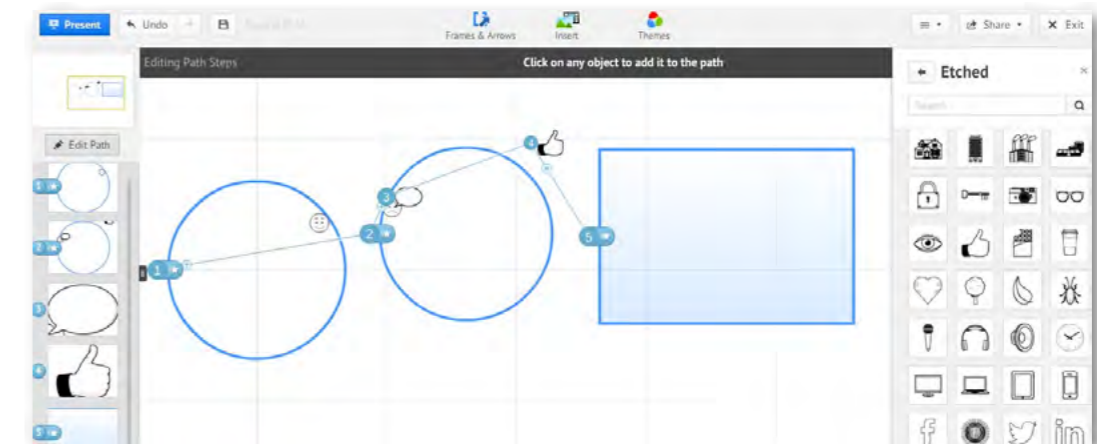 Present
Undo
Frames & Arrows
Insert
Themes
Share
Exit
Editing Path Steps
Click on any object to add it to the path
Etched
Search
Edit Path
1
2
3
4
5
1
2
3
4
5